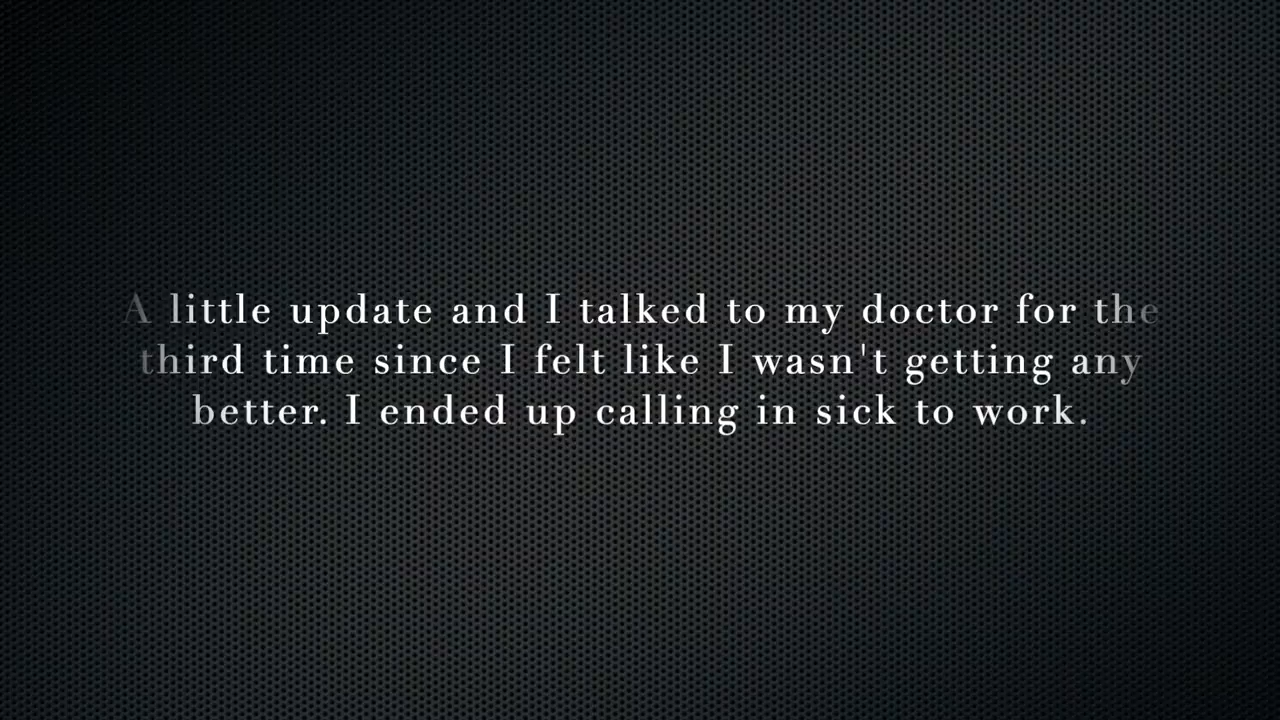 A little update and I talked to my doctor for the
third time since I felt like I wasn't getting any
better. I ended up calling in sick to work.